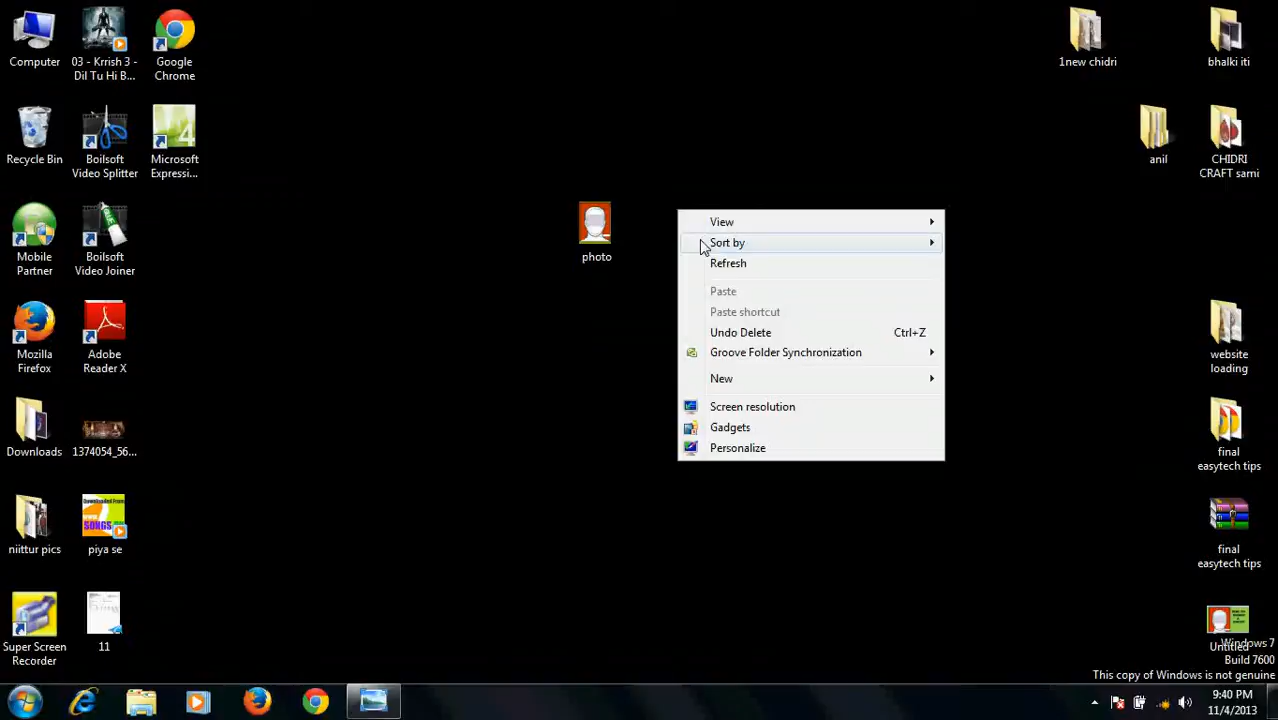 Computer
03 - Krrish 3 -
Dil Tu Hi B...
Google
Chrome
1new chidri
bhalki iti
Recycle Bin
Boilsoft
Video Splitter
4
Microsoft
Expressi...
anil
CHIDRI
CRAFT sami
Mobile
Partner
Boilsoft
Video Joiner
photo
View
Sort by
Refresh
Paste
Paste shortcut
Undo Delete Ctrl+Z
Groove Folder Synchronization
New
Screen resolution
Gadgets
Personalize
Mozilla
Firefox
Adobe
Reader X
website
loading
Downloads
1374054_56...
final
easytech tips
SONGS
niittur pics
piya se
final
easytech tips
Super Screen
Recorder
11
Windows 7
Build 7600
This copy of Windows is not genuine
9:40 PM
11/4/2013